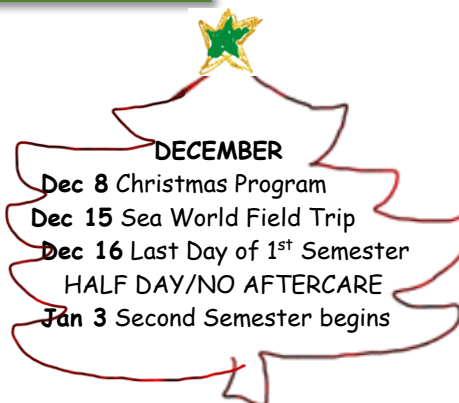 DECEMBER
Dec 8 Christmas Program
Dec 15 Sea World Field Trip
Dec 16 Last Day of 1st Semester
HALF DAY/NO AFTERCARE
Jan 3 Second Semester begins